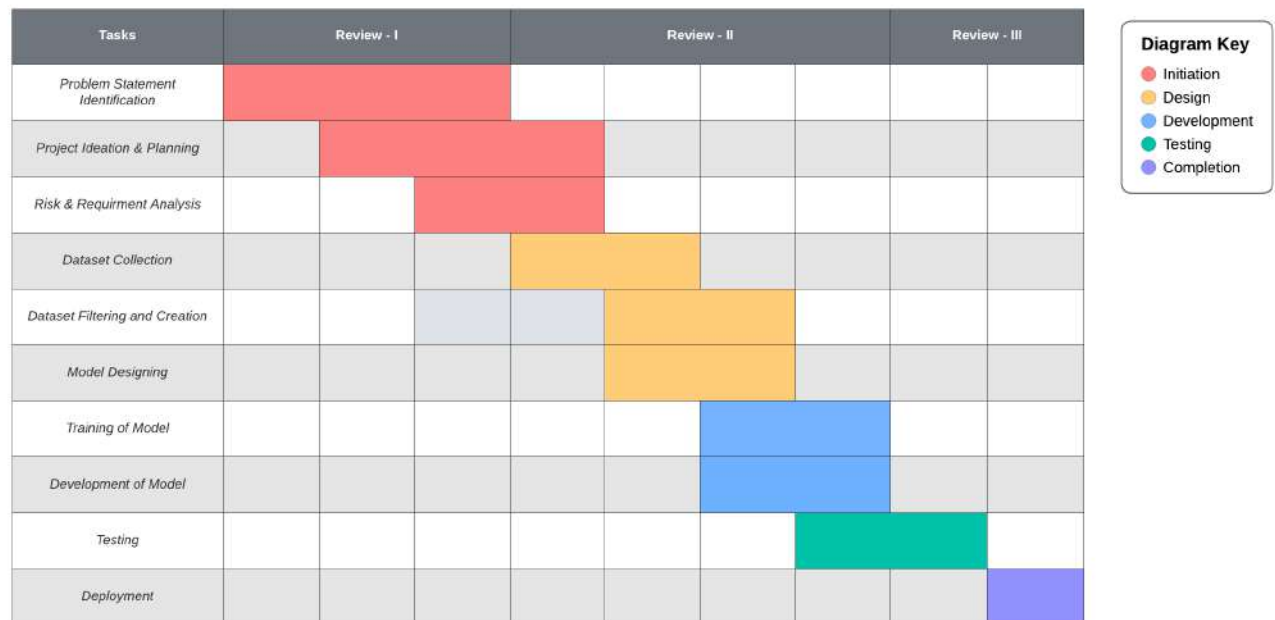 Tasks
Review - I
Review - II
Review - III
Problem Statement
Identification
Project Ideation & Planning
Risk & Requirment Analysis
Dataset Collection
Dataset Filtering and Creation
Model Designing
Training of Model
Development of Model
Testing
Deployment
Diagram Key
Initiation
Design
Development
Testing
Completion